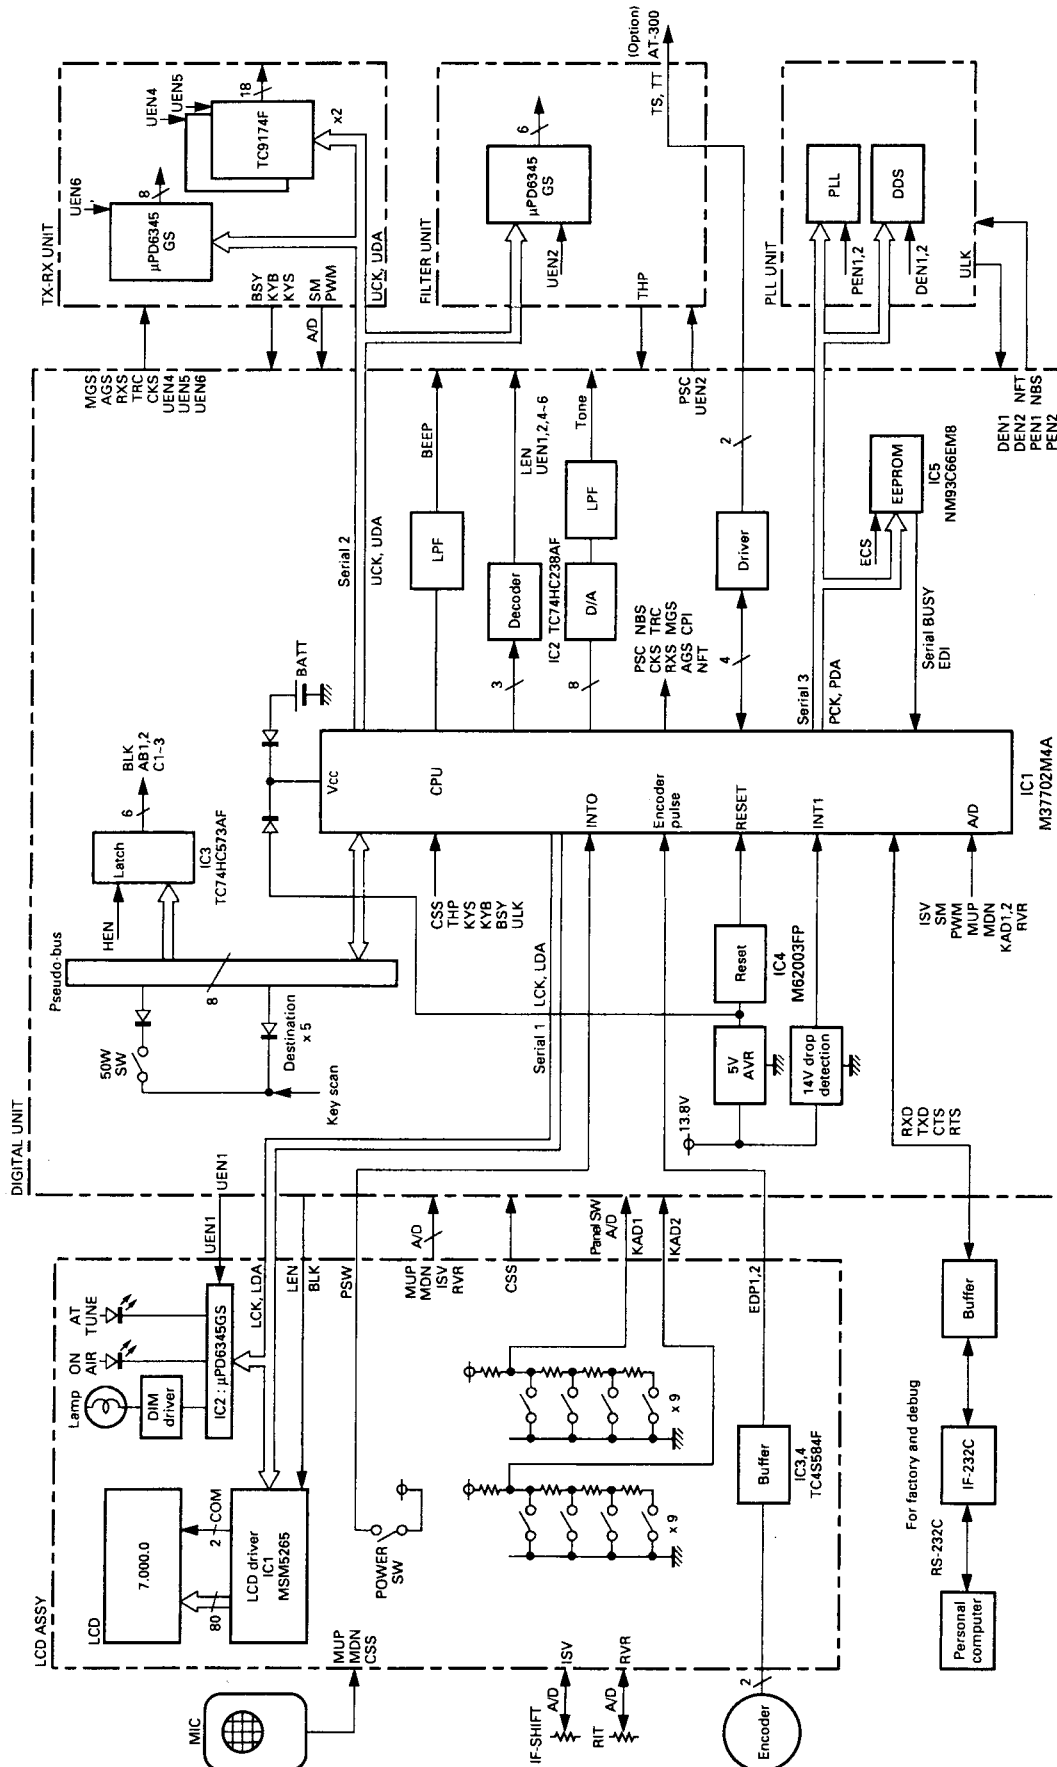 LCD ASSY
MIC
MUP
MDN
CSS
LCD
7.000.0
80
2
COM
LCD driver
IC1
MSM5265
Lamp
DIM
driver
ON
AIR
AT
TUNE
IC2 : μPD6345GS
UEN1
LCK, LDA
LEN
BLK
POWER
SW
PSW
MUP
MDN
ISV
RVR
A/D
CSS
IF-SHIFT
A/D
ISV
RIT
A/D
RVR
x 9
x 9
Panel SW
A/D
KAD1
KAD2
Encoder
2
Buffer
IC3,4
TC4S584F
EDP1,2
For factory and debug
Personal
computer
RS-232C
IF-232C
Buffer
DIGITAL UNIT
UEN1
Key scan
50W
SW
Destination
x 5
Pseudo-bus
8
HEN
Latch
IC3
TC74HC573AF
6
BLK
AB1,2
C1~3
BATT
Serial 1
LCK, LDA
13.8V
5V
AVR
Reset
IC4
M62003FP
14V drop
detection
RXD
TXD
CTS
RTS
CSS
THP
KYS
KYB
BSY
ULK
ISV
SM
PWM
MUP
MDN
KAD1,2
RVR
Vcc
CPU
INTO
Encoder
pulse
RESET
INT1
A/D
IC1
M37702M4A
Serial 2
UCK, UDA
LPF
BEEP
3
Decoder
IC2 TC74HC238AF
LEN
UEN1,2,4~6
8
D/A
LPF
Tone
PSC NBS
CKS TRC
RXS MGS
AGS CPI
NFT
4
Driver
2
Serial 3
PCK, PDA
ECS
EEPROM
IC5
NM93C66EM8
Serial BUSY
EDI
MGS
AGS
RXS
TRC
CKS
UEN4
UEN5
UEN6
PSC
UEN2
DEN1 NFT
DEN2 NBS
PEN1
PEN2
TX-RX UNIT
UEN6
μPD6345
GS
8
UEN4
UEN5
TC9174F
18
x2
BSY
KYB
KYS
SM
PWM
A/D
UCK, UDA
FILTER UNIT
μPD6345
GS
6
UEN2
THP
TS, TT
(Option)
AT-300
PLL UNIT
PLL
PEN1,2
DDS
DEN1,2
ULK